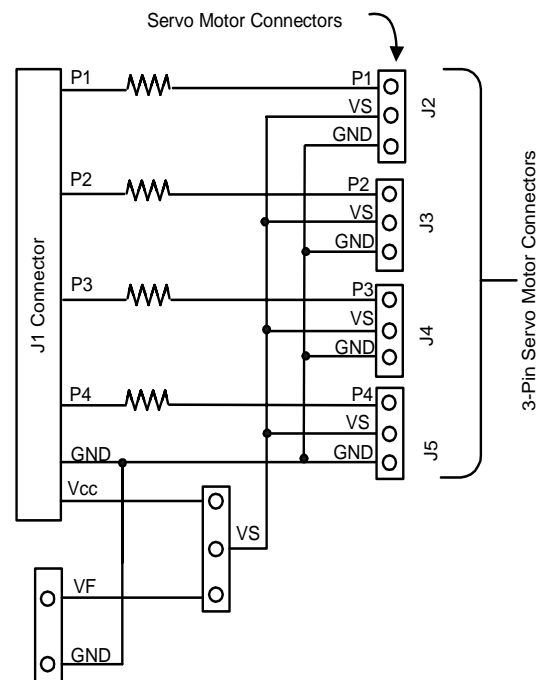 Servo Motor Connectors
P1
P1
VS
GND
J2
P2
P2
VS
GND
J3
P3
P3
VS
GND
J4
P4
P4
VS
GND
J5
J1 Connector
3-Pin Servo Motor Connectors
GND
Vcc
VS
VF
GND